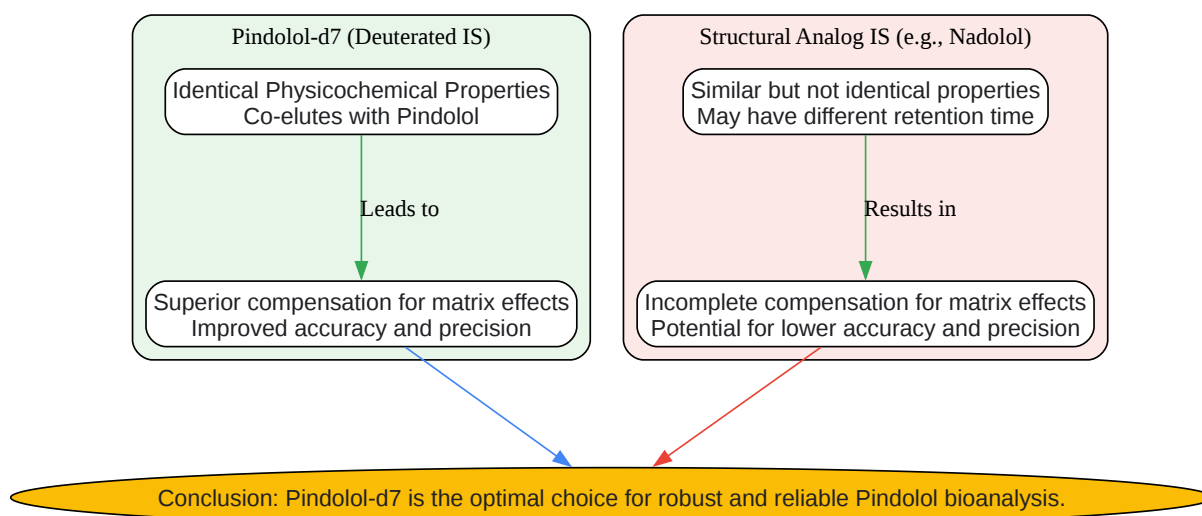 Pindolol-d7 (Deuterated IS)
Identical Physicochemical Properties
Co-elutes with Pindolol
Leads to
Superior compensation for matrix effects
Improved accuracy and precision
Structural Analog IS (e.g., Nadolol)
Similar but not identical properties
May have different retention time
Results in
Incomplete compensation for matrix effects
Potential for lower accuracy and precision
Conclusion: Pindolol-d7 is the optimal choice for robust and reliable Pindolol bioanalysis.